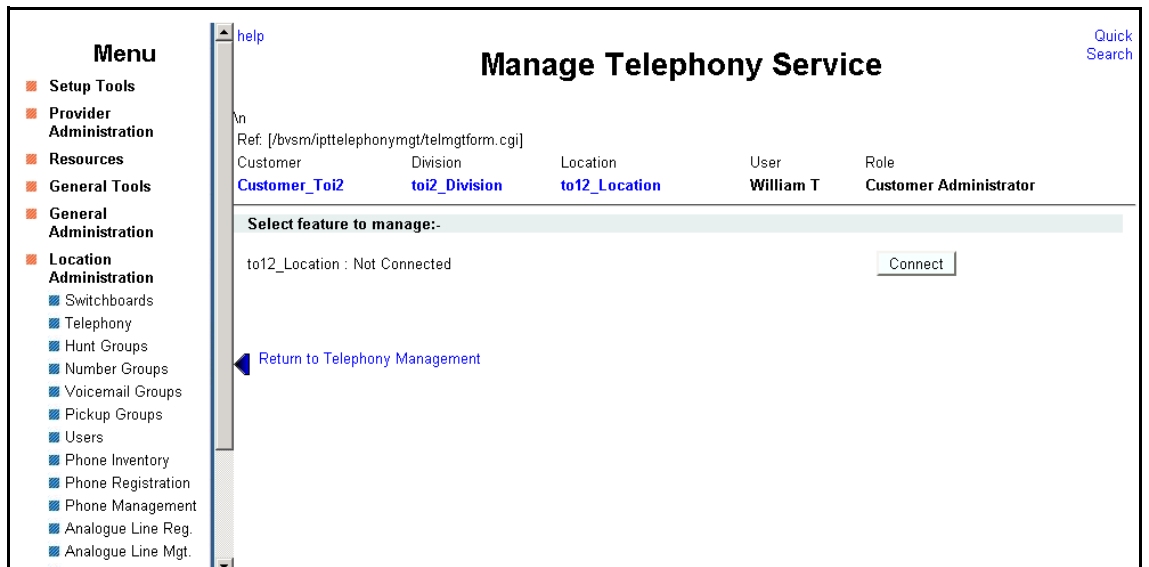 Menu
Setup Tools
Provider
Administration
Resources
General Tools
General
Administration
Location
Administration
Switchboards
Telephony
Hunt Groups
Number Groups
Voicemail Groups
Pickup Groups
Users
Phone Inventory
Phone Registration
Phone Management
Analogue Line Reg.
Analogue Line Mgt.
help
Quick
Search
Manage Telephony Service
\n
Ref: [/bvsm/ipttelephonymgt/telmgtform.cgi]
Customer Division Location User Role
Customer_Toi2 toi2_Division to12_Location William T Customer Administrator
Select feature to manage:-
to12_Location : Not Connected Connect
Return to Telephony Management